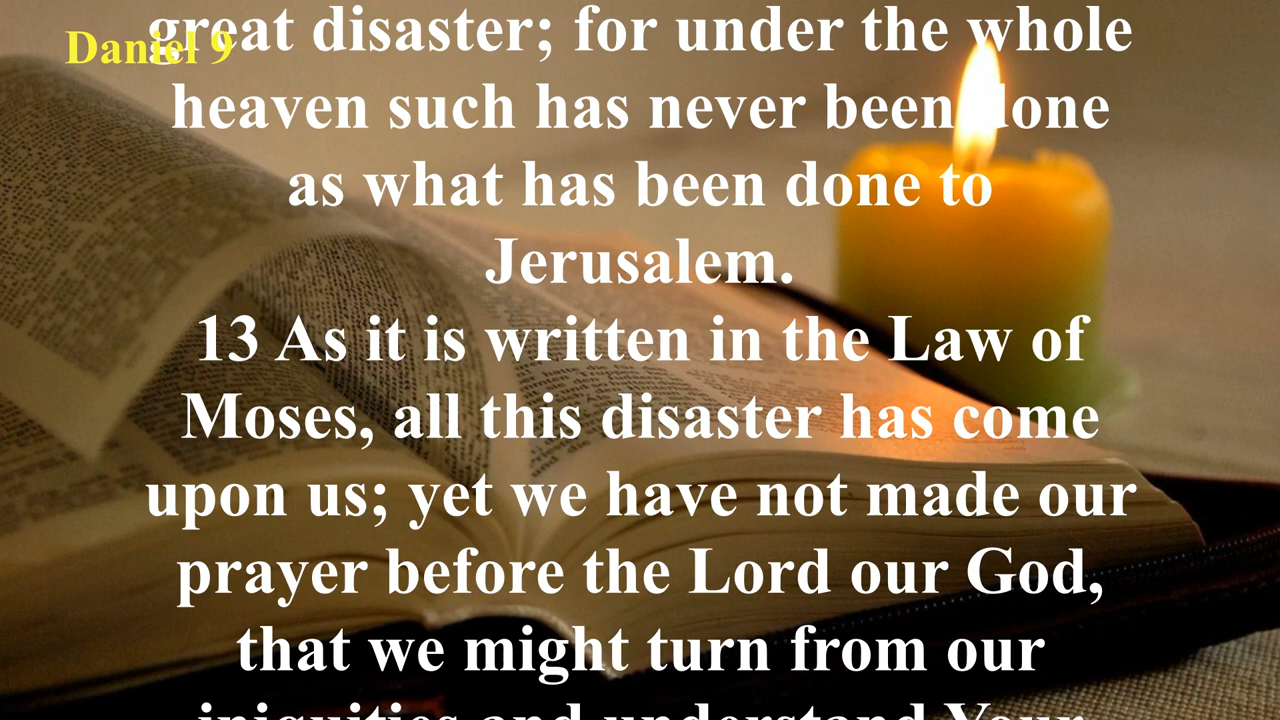 Daniel 9
great disaster; for under the whole
heaven such has never been done
as what has been done to
Jerusalem.
13 As it is written in the Law of
Moses, all this disaster has come
upon us; yet we have not made our
prayer before the Lord our God,
that we might turn from our
iniquities and understand Your